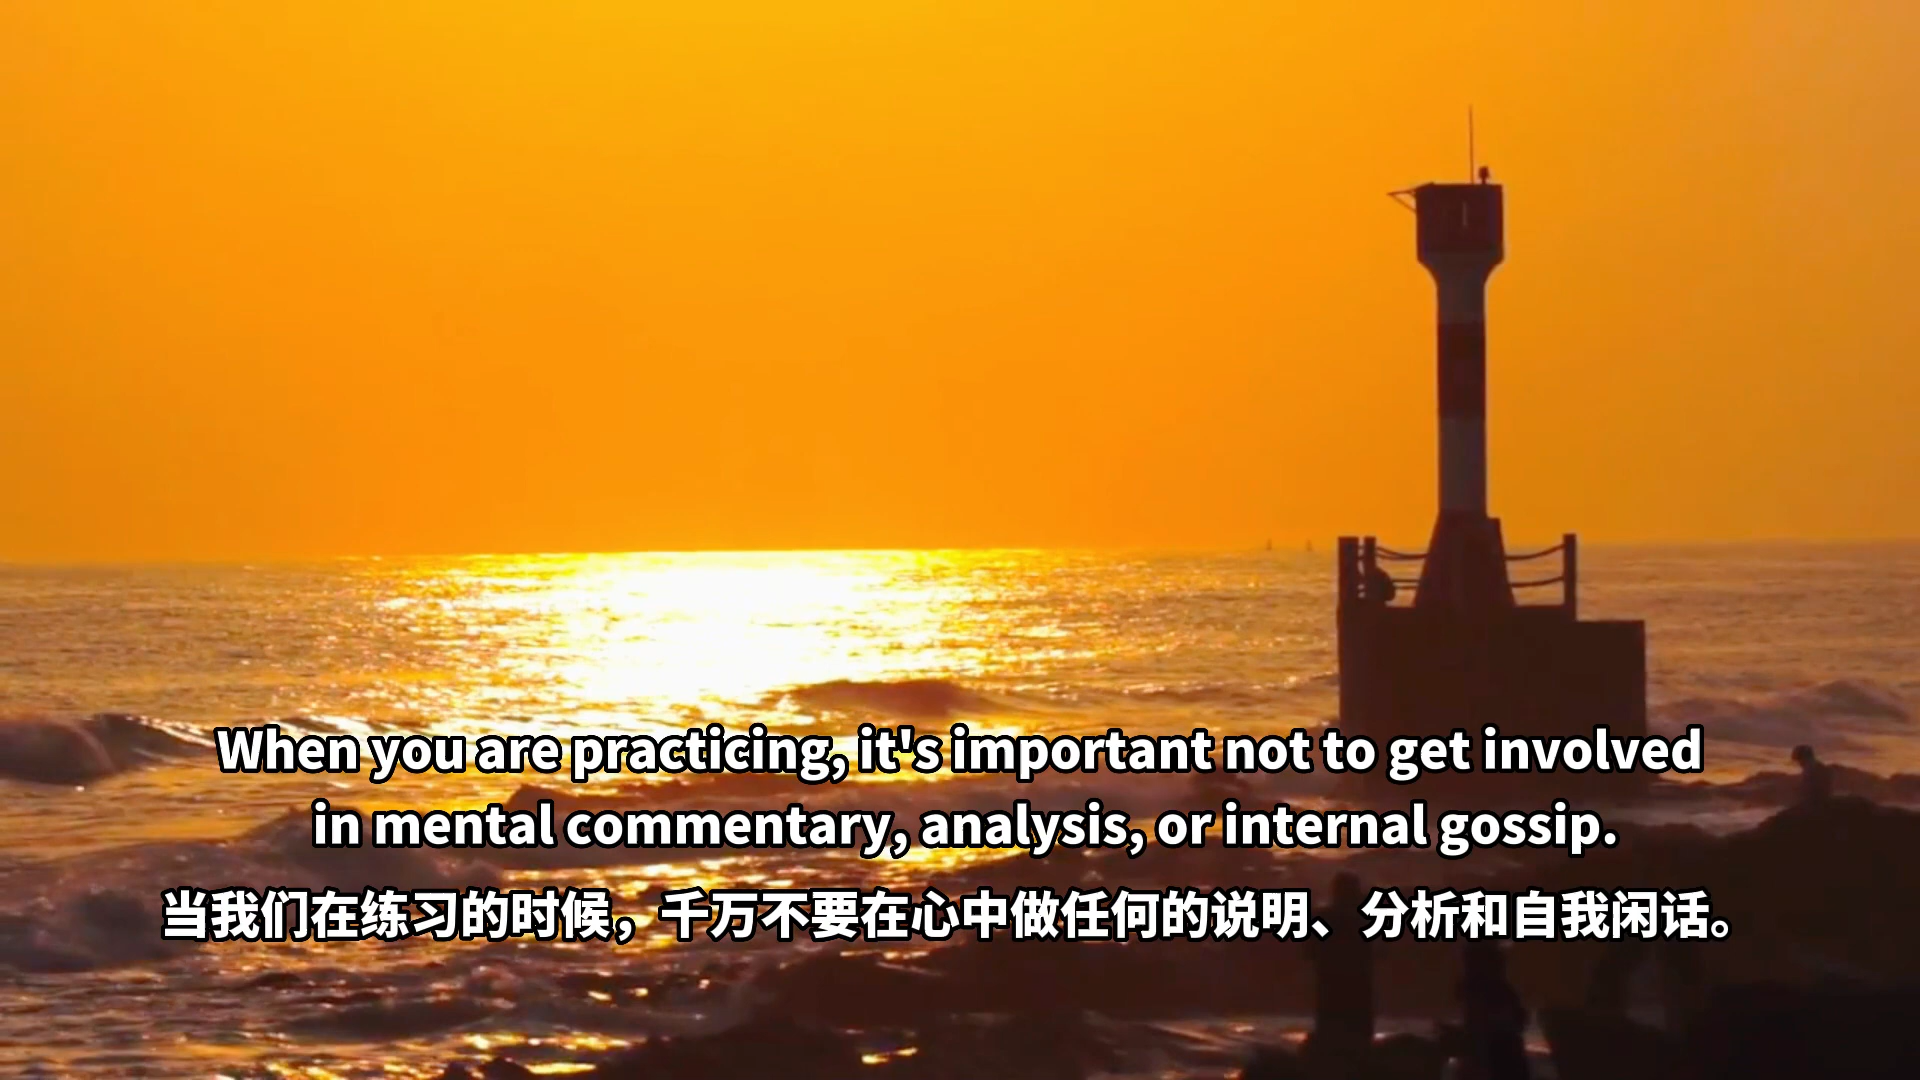 When you are practicing, it's important not to get involved
in mental commentary, analysis, or internal gossip.
当我们在练习的时候，千万不要在心中做任何的说明、分析和自我闲话。